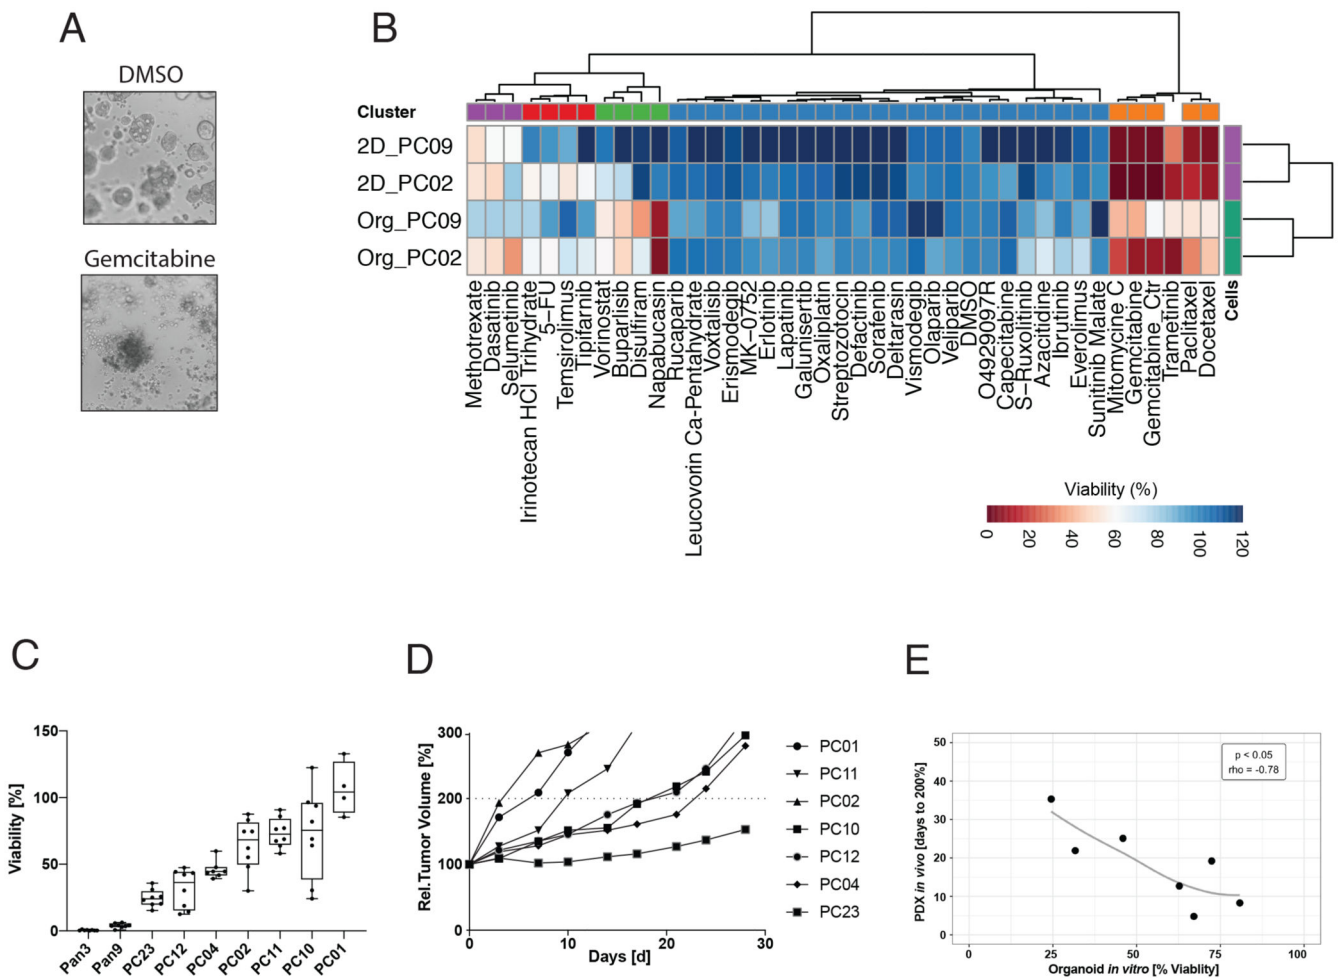 A
DMSO
Gemcitabine
B
Cluster
2D_PC09
2D_PC02
Org_PC09
Org_PC02
Methotrexate
Dasatinib
Selumetinib
Irinotecan HCl Trihydrate
5-FU
Temsirolimus
Tipifarnib
Vorinostat
Buparlisib
Disulfiram
Napabucasin
Rucaparib
Leucovorin Ca-Pentahydrate
Voxtalisib
Erismodegib
MK-0752
Erlotinib
Lapatinib
Galunisertib
Oxaliplatin
Streptozotocin
Defactinib
Sorafenib
Deltarasin
Vismodegib
Olaparib
Veliparib
DMSO
O4929097R
Capecitabine
S-Ruxolitinib
Azacitidine
Ibrutinib
Everolimus
Sunitinib Malate
Mitomycine C
Gemcitabine
Gemcitabine_Ctr
Trametinib
Paclitaxel
Docetaxel
Cells
Viability (%)
0 20 40 60 80 100 120
C
Viability [%]
150
100
50
0
Pan3 Pan9 PC23 PC12 PC04 PC02 PC11 PC10 PC01
D
Rel.Tumor Volume [%]
300
200
100
0
0 10 20 30
Days [d]
PC01
PC11
PC02
PC10
PC12
PC04
PC23
E
PDX in vivo [days to 200%]
50
40
30
20
10
0
p < 0.05
rho = -0.78
0 25 50 75 100
Organoid in vitro [% Viablity]